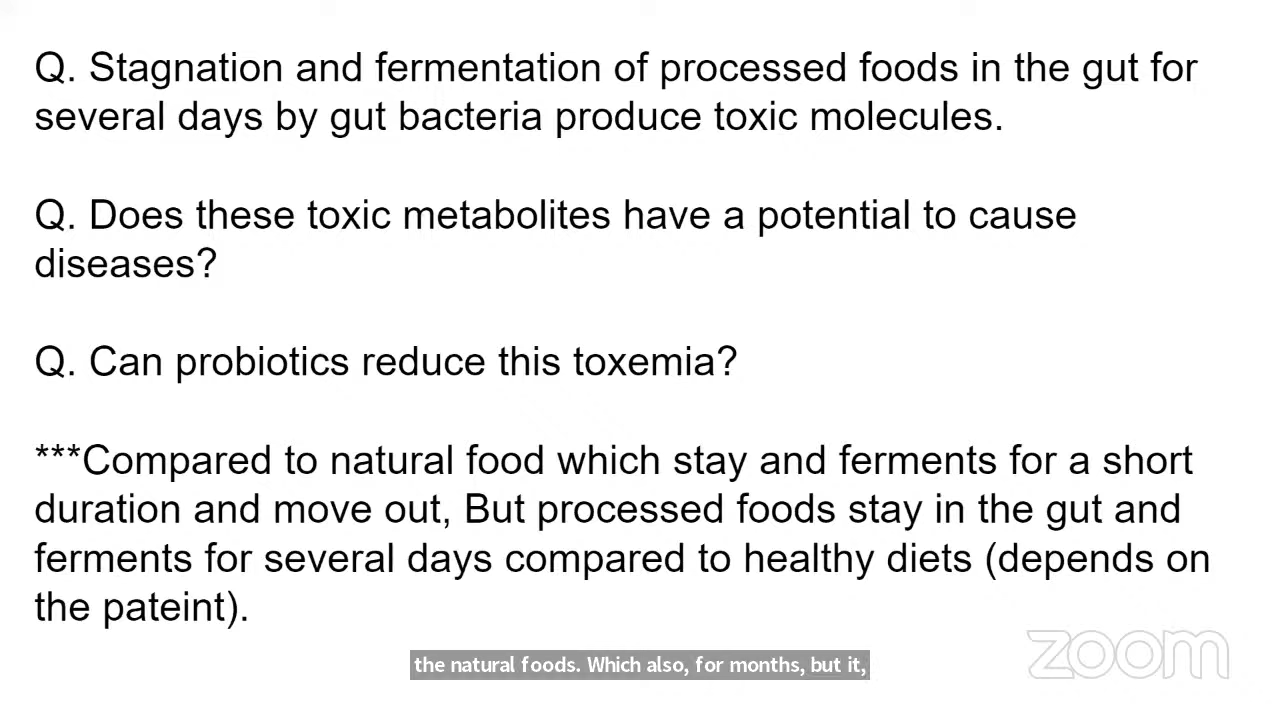 Q. Stagnation and fermentation of processed foods in the gut for
several days by gut bacteria produce toxic molecules.
Q. Does these toxic metabolites have a potential to cause
diseases?
Q. Can probiotics reduce this toxemia?
***Compared to natural food which stay and ferments for a short
duration and move out, But processed foods stay in the gut and
ferments for several days compared to healthy diets (depends on
the pateint).
zoom
the natural foods. Which also, for months, but it,